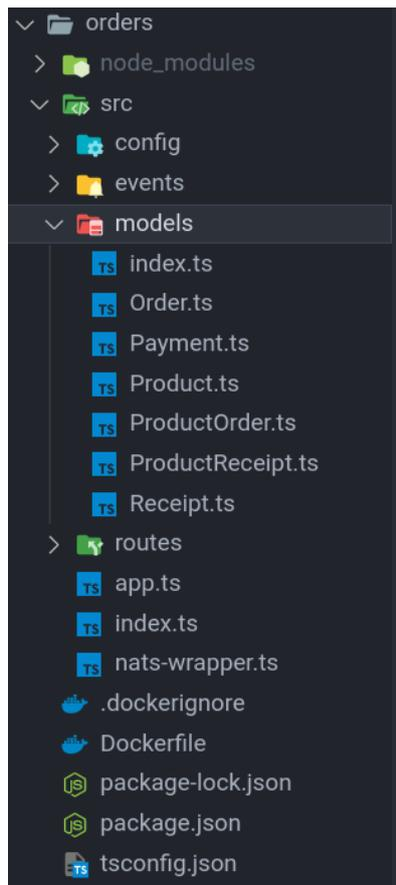 orders
node_modules
src
config
events
models
index.ts
Order.ts
Payment.ts
Product.ts
ProductOrder.ts
ProductReceipt.ts
Receipt.ts
routes
app.ts
index.ts
nats-wrapper.ts
.dockerignore
Dockerfile
package-lock.json
package.json
tsconfig.json